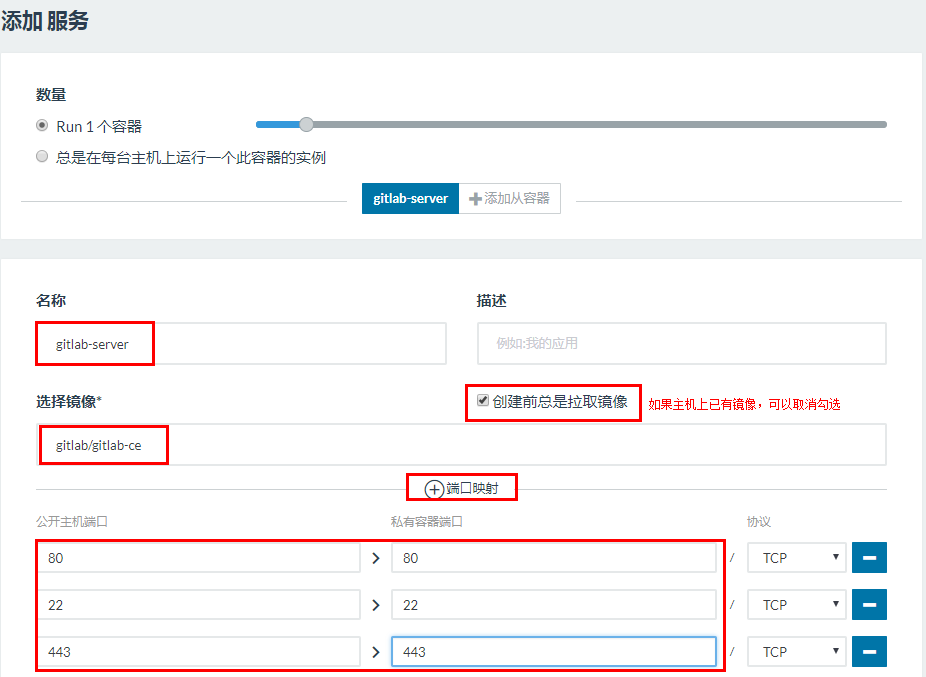 添加 服务
数量
Run 1 个容器
总是在每台主机上运行一个此容器的实例
gitlab-server 添加从容器
名称 描述
gitlab-server 例如:我的应用
选择镜像* 创建前总是拉取镜像 如果主机上已有镜像，可以取消勾选
gitlab/gitlab-ce
端口映射
公开主机端口 私有容器端口 协议
80 > 80 / TCP
22 > 22 / TCP
443 > 443 / TCP